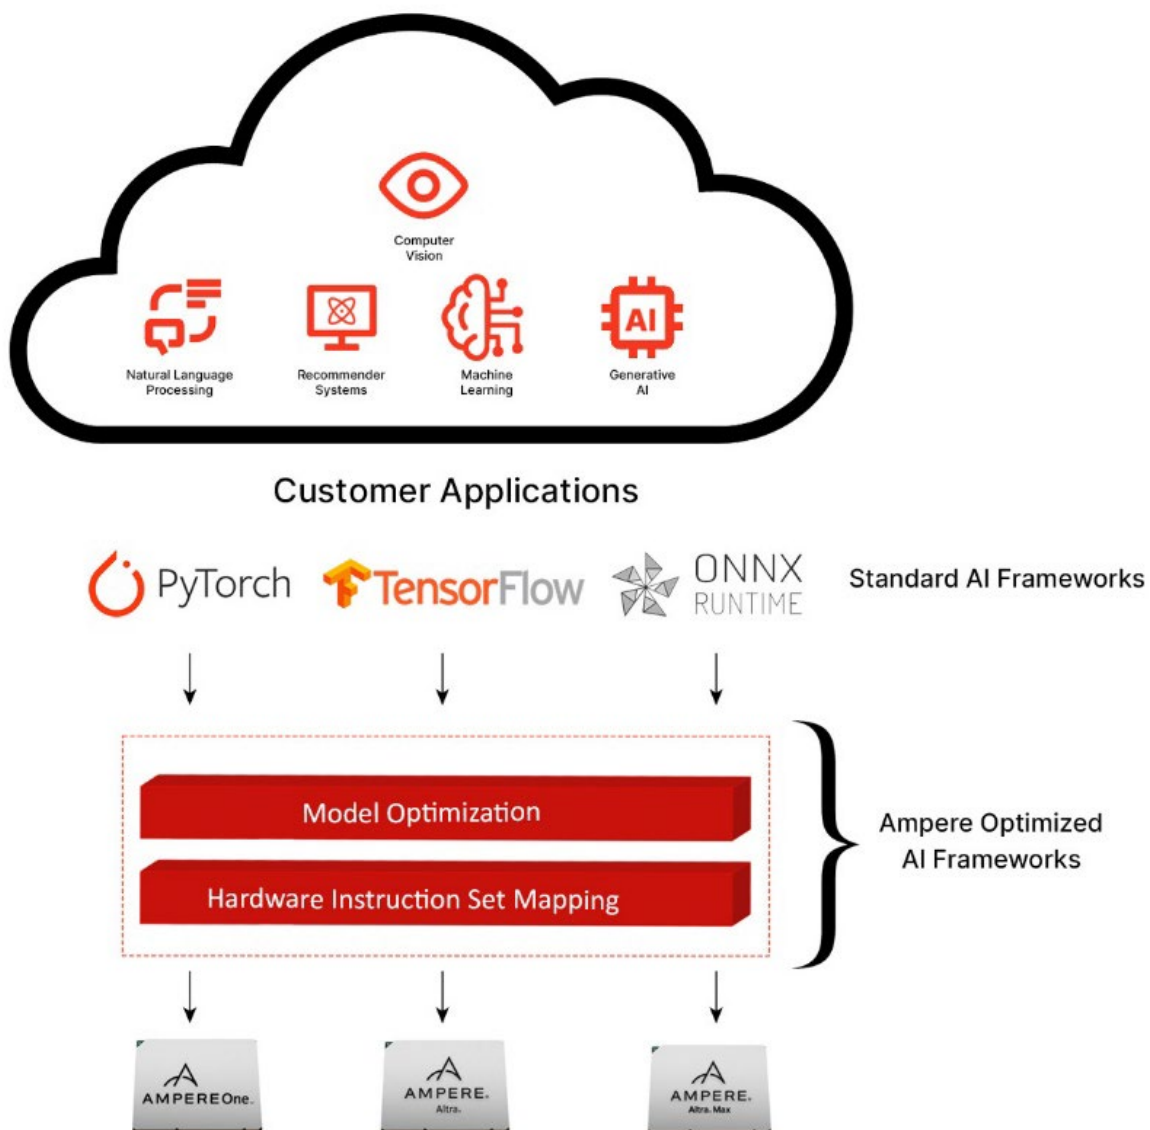 Computer
Vision
AI
Natural Language
Processing
Recommender
Systems
Machine
Learning
Generative
AI
Customer Applications
PyTorch
TensorFlow
ONNX
RUNTIME
Standard AI Frameworks
Model Optimization
Hardware Instruction Set Mapping
Ampere Optimized
AI Frameworks
AMPEREOne™
AMPERE®
Altra®
AMPERE®
Altra® Max